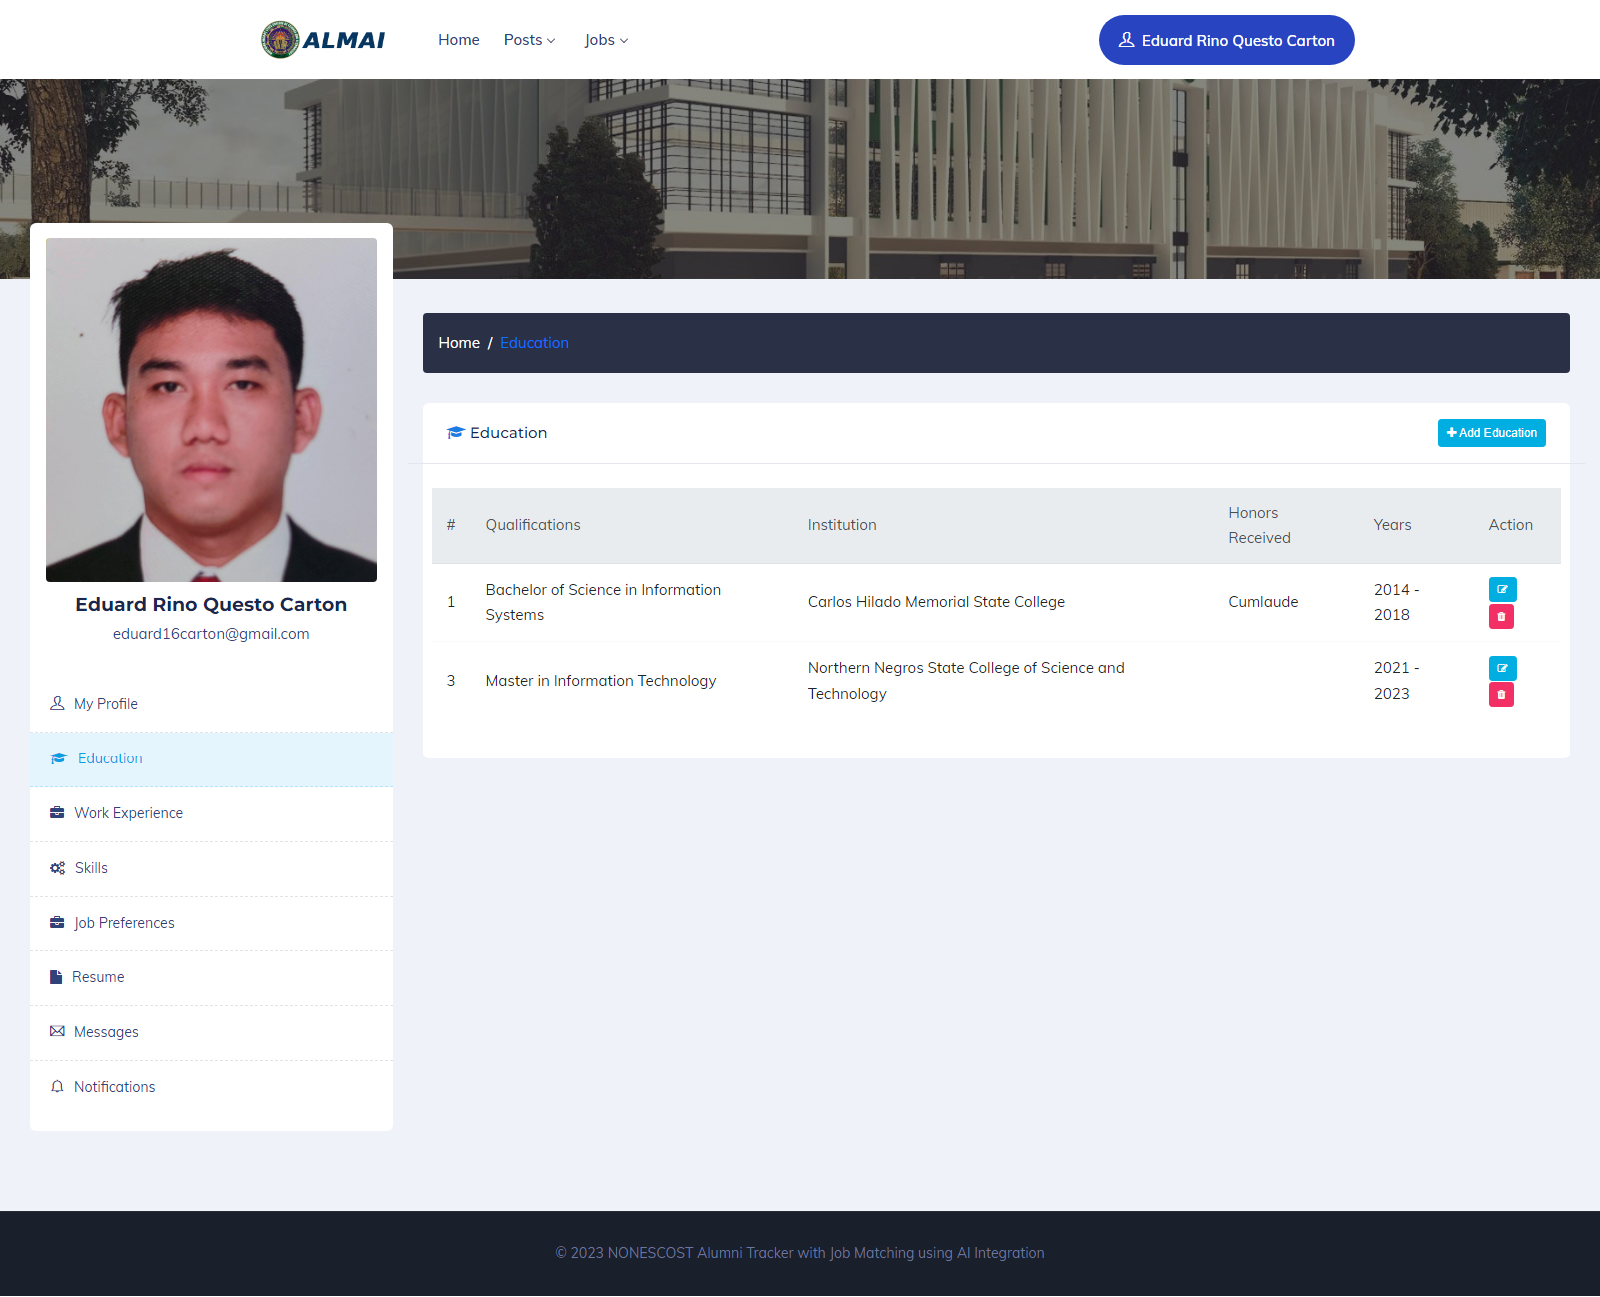 ALMAI
Home Posts Jobs
Eduard Rino Questo Carton
Eduard Rino Questo Carton
eduard16carton@gmail.com
My Profile
Education
Work Experience
Skills
Job Preferences
Resume
Messages
Notifications
Home / Education
Education
+ Add Education
# Qualifications Institution Honors Received Years Action
1 Bachelor of Science in Information Systems Carlos Hilado Memorial State College Cumlaude 2014 - 2018
3 Master in Information Technology Northern Negros State College of Science and Technology 2021 - 2023
© 2023 NONESCOST Alumni Tracker with Job Matching using AI Integration